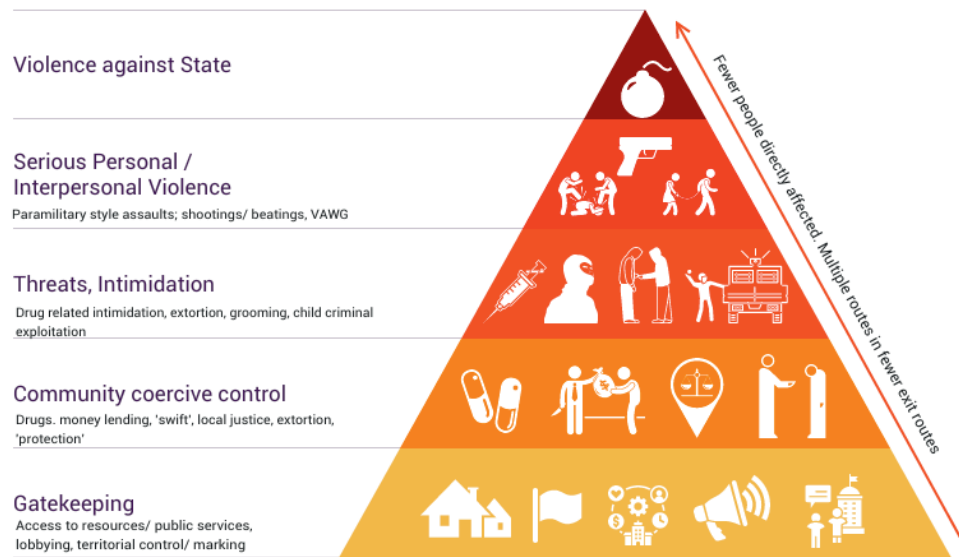 Violence against State
Serious Personal /
Interpersonal Violence
Paramilitary style assaults; shootings/ beatings, VAWG
Threats, Intimidation
Drug related intimidation, extortion, grooming, child criminal
exploitation
Community coercive control
Drugs. money lending, 'swift', local justice, extortion,
'protection'
Gatekeeping
Access to resources/ public services,
lobbying, territorial control/ marking
Fewer people directly affected. Multiple routes in fewer exit routes